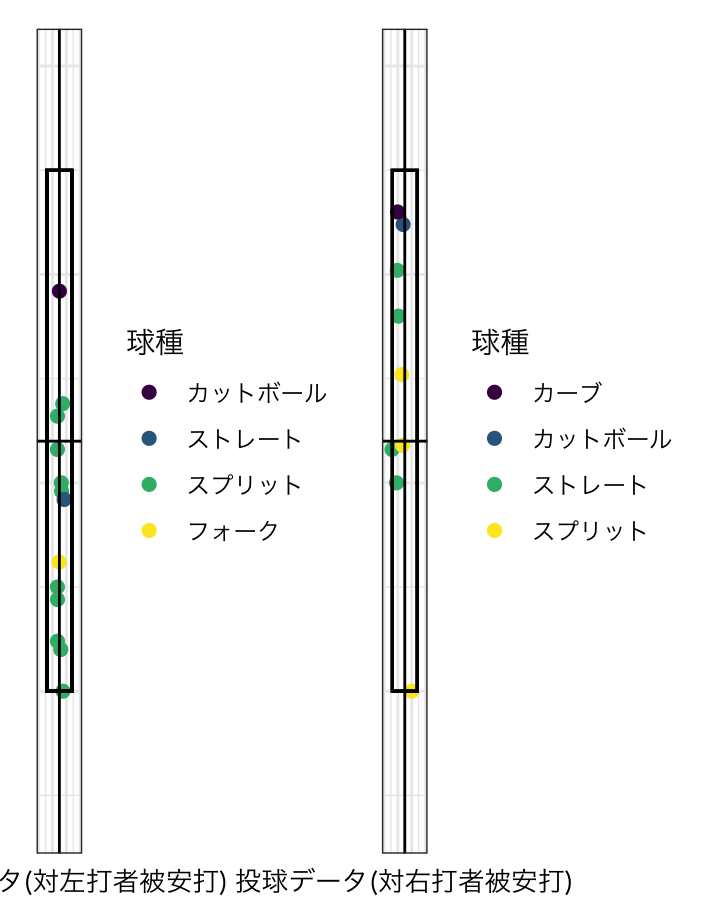 球種
カットボール
ストレート
スプリット
フォーク
球種
カーブ
カットボール
ストレート
スプリット
タ(対左打者被安打) 投球データ(対右打者被安打)